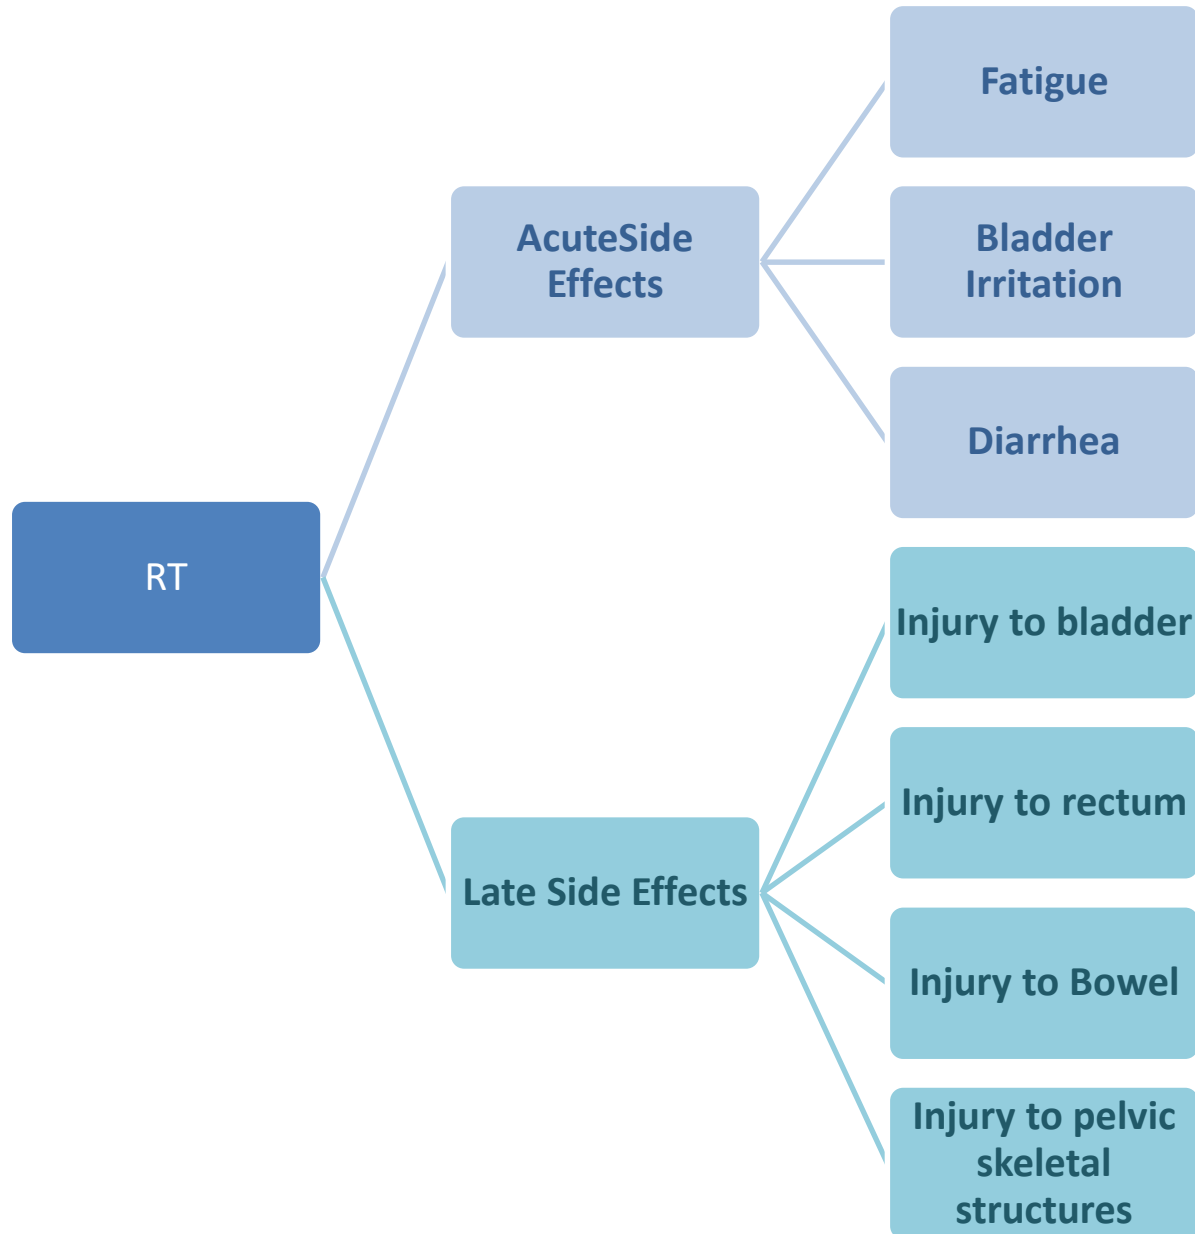 RT
AcuteSide
Effects
Fatigue
Bladder
Irritation
Diarrhea
Late Side Effects
Injury to bladder
Injury to rectum
Injury to Bowel
Injury to pelvic
skeletal
structures